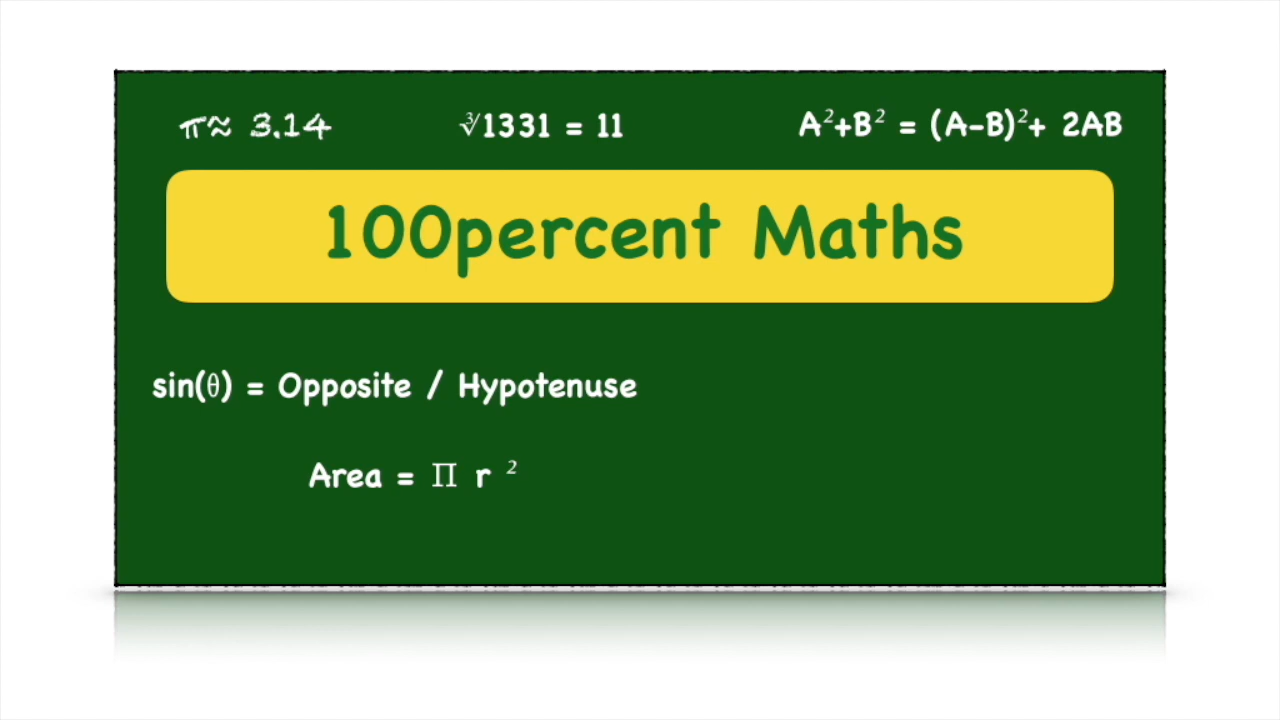 π≈ 3.14
∛1331 = 11
A²+B² = (A-B)²+ 2AB
100percent Maths
sin(θ) = Opposite / Hypotenuse
Area = Π r ²